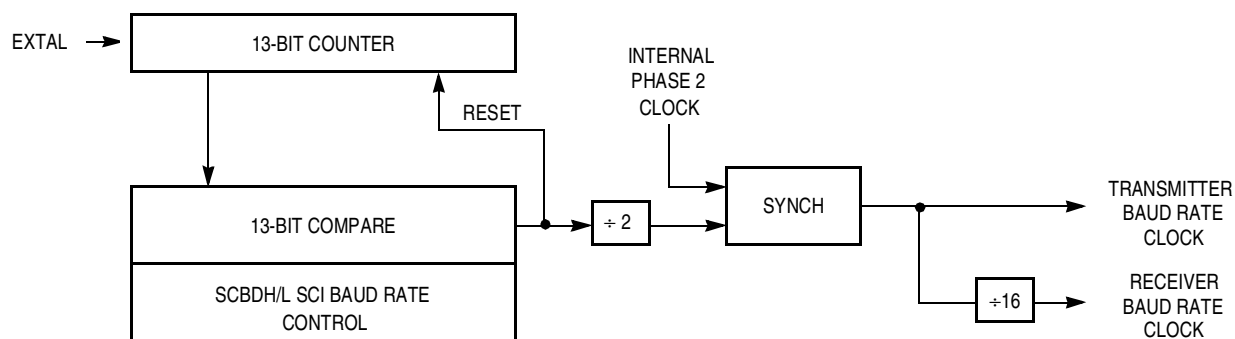 EXTAL
13-BIT COUNTER
INTERNAL
PHASE 2
CLOCK
RESET
13-BIT COMPARE
÷ 2
SYNCH
TRANSMITTER
BAUD RATE
CLOCK
SCBDH/L SCI BAUD RATE
CONTROL
÷16
RECEIVER
BAUD RATE
CLOCK